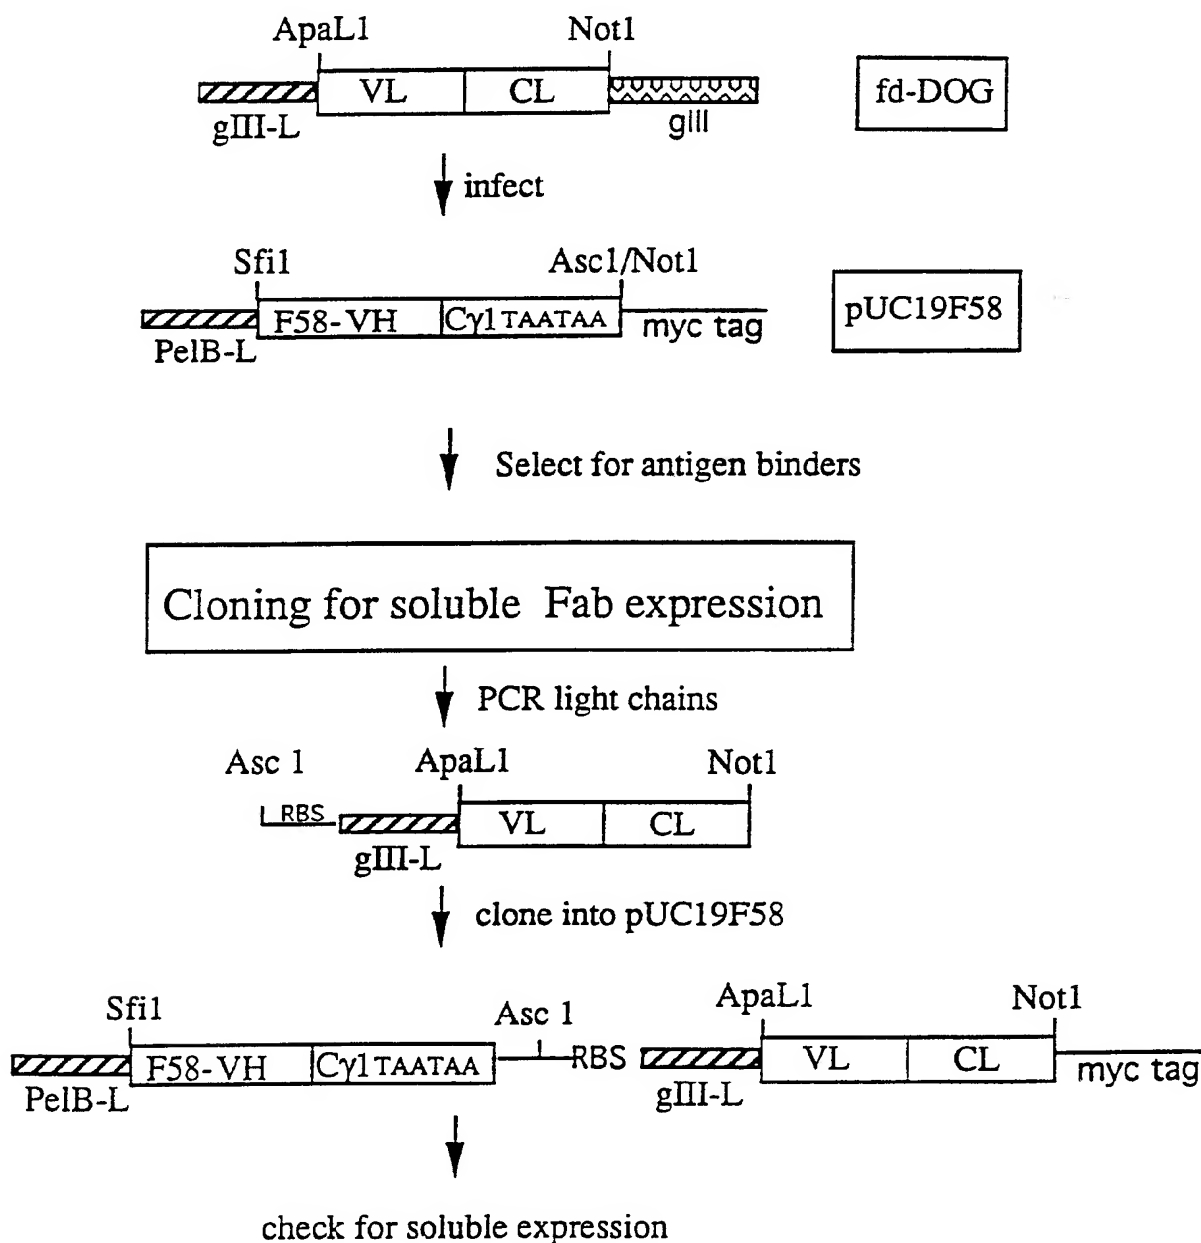 ApaL1 Not1
VL CL
gIII-L gIII
fd-DOG
infect
Sfi1 Asc1/Not1
F58-VH Cγ1 TAATAA
PelB-L myc tag
pUC19F58
Select for antigen binders
Cloning for soluble Fab expression
PCR light chains
Asc 1 ApaL1 Not1
RBS VL CL
gIII-L
clone into pUC19F58
Sfi1 Asc 1 ApaL1 Not1
F58-VH Cγ1 TAATAA RBS VL CL
PelB-L gIII-L myc tag
check for soluble expression